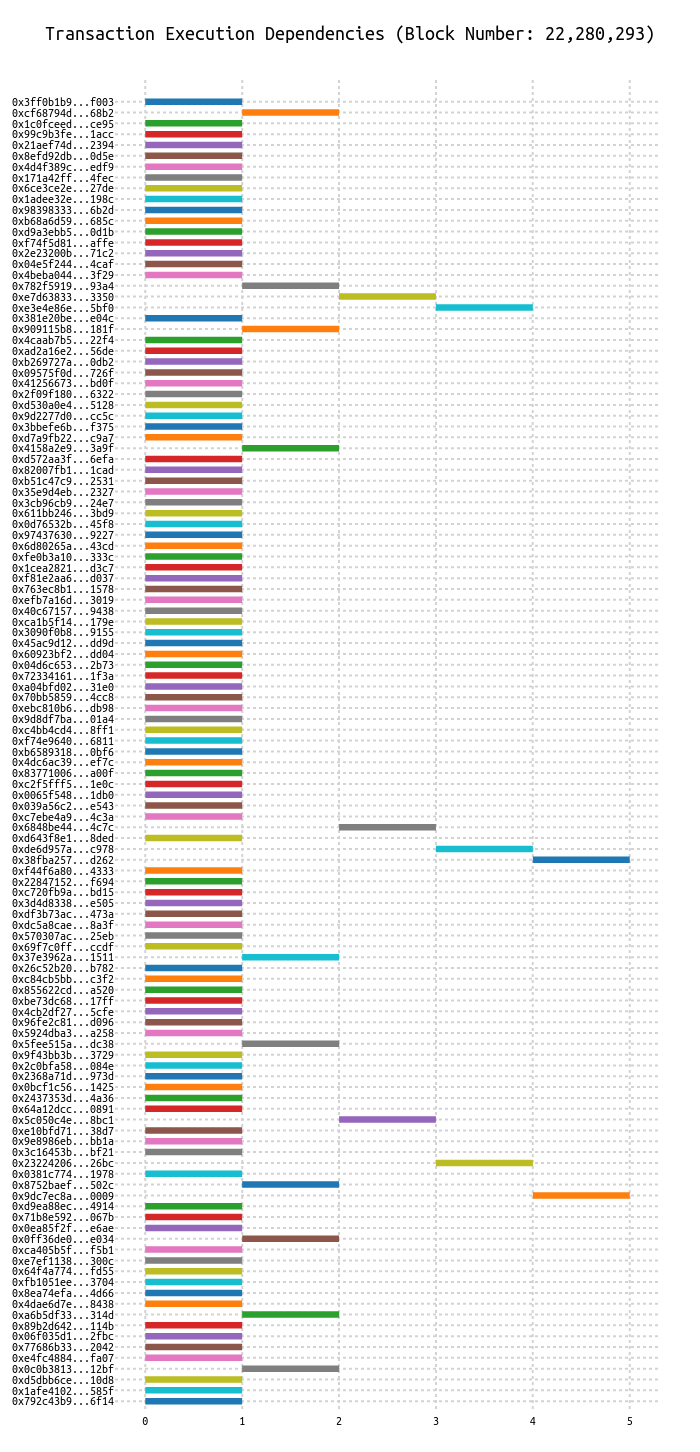 Transaction Execution Dependencies (Block Number: 22,280,293)
0x3ff0b1b9...f003
0xcf68794d...68b2
0x1c0fceed...ce95
0x99c9b3fe...1acc
0x21aef74d...2394
0x8efd92db...0d5e
0x4d4f389c...edf9
0x171a42ff...4fec
0x6ce3ce2e...27de
0x1adee32e...198c
0x98398333...6b2d
0xb68a6d59...685c
0xd9a3ebb5...0d1b
0xf74f5d81...affe
0x2e23200b...71c2
0x04e5f244...4caf
0x4beba044...3f29
0x782f5919...93a4
0xe7d63833...3350
0xe3e4e86e...5bf0
0x381e20be...e04c
0x909115b8...181f
0x4caab7b5...22f4
0xad2a16e2...56de
0xb269727a...0db2
0x09575f0d...726f
0x41256673...bd0f
0x2f09f180...6322
0xd530a0e4...5128
0x9d2277d0...cc5c
0x3bbefe6b...f375
0xd7a9fb22...c9a7
0x4158a2e9...3a9f
0xd572aa3f...6efa
0x82007fb1...1cad
0xb51c47c9...2531
0x35e9d4eb...2327
0x3cb96cb9...24e7
0x611bb246...3bd9
0x0d76532b...45f8
0x97437630...9227
0x6d80265a...43cd
0xfe0b3a10...333c
0x1cea2821...d3c7
0xf81e2aa6...d037
0x763ec8b1...1578
0xefb7a16d...3019
0x40c67157...9438
0xca1b5f14...179e
0x3090f0b8...9155
0x45ac9d12...dd9d
0x60923bf2...dd04
0x04d6c653...2b73
0x72334161...1f3a
0xa04bfd02...31e0
0x70bb5859...4cc8
0xebc810b6...db98
0x9d8df7ba...01a4
0xc4bb4cd4...8ff1
0xf74e9640...6811
0xb6589318...0bf6
0x4dc6ac39...ef7c
0x83771006...a00f
0xc2f5fff5...1e0c
0x0065f548...1db0
0x039a56c2...e543
0xc7ebe4a9...4c3a
0x6848be44...4c7c
0xd643f8e1...8ded
0xde6d957a...c978
0x38fba257...d262
0xf44f6a80...4333
0x22847152...f694
0xc720fb9a...bd15
0x3d4d8338...e505
0xdf3b73ac...473a
0xdc5a8cae...8a3f
0x570307ac...25eb
0x69f7c0ff...ccdf
0x37e3962a...1511
0x26c52b20...b782
0xc84cb5bb...c3f2
0x855622cd...a520
0xbe73dc68...17ff
0x4cb2df27...5cfe
0x96fe2c81...d096
0x5924dba3...a258
0x5fee515a...dc38
0x9f43bb3b...3729
0x2c0bfa58...084e
0x2368a71d...973d
0x0bcf1c56...1425
0x2437353d...4a36
0x64a12dcc...0891
0x5c050c4e...8bc1
0xe10bfd71...38d7
0x9e8986eb...bb1a
0x3c16453b...bf21
0x23224206...26bc
0x0381c774...1978
0x8752baef...502c
0x9dc7ec8a...0009
0xd9ea88ec...4914
0x71b8e592...067b
0x0ea85f2f...e6ae
0x0ff36de0...e034
0xca405b5f...f5b1
0xe7ef1138...300c
0x64f4a774...fd55
0xfb1051ee...3704
0x8ea74efa...4d66
0x4dae6d7e...8438
0xa6b5df33...314d
0x89b2d642...114b
0x06f035d1...2fbc
0x77686b33...2042
0xe4fc4884...fa07
0x0c0b3813...12bf
0xd5dbb6ce...10d8
0x1afe4102...585f
0x792c43b9...6f14
0 1 2 3 4 5